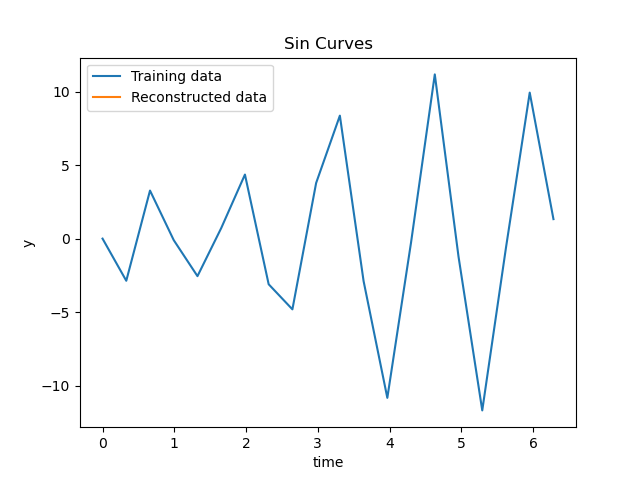 Sin Curves
Training data
Reconstructed data
10
5
0
−5
−10
y
0 1 2 3 4 5 6
time